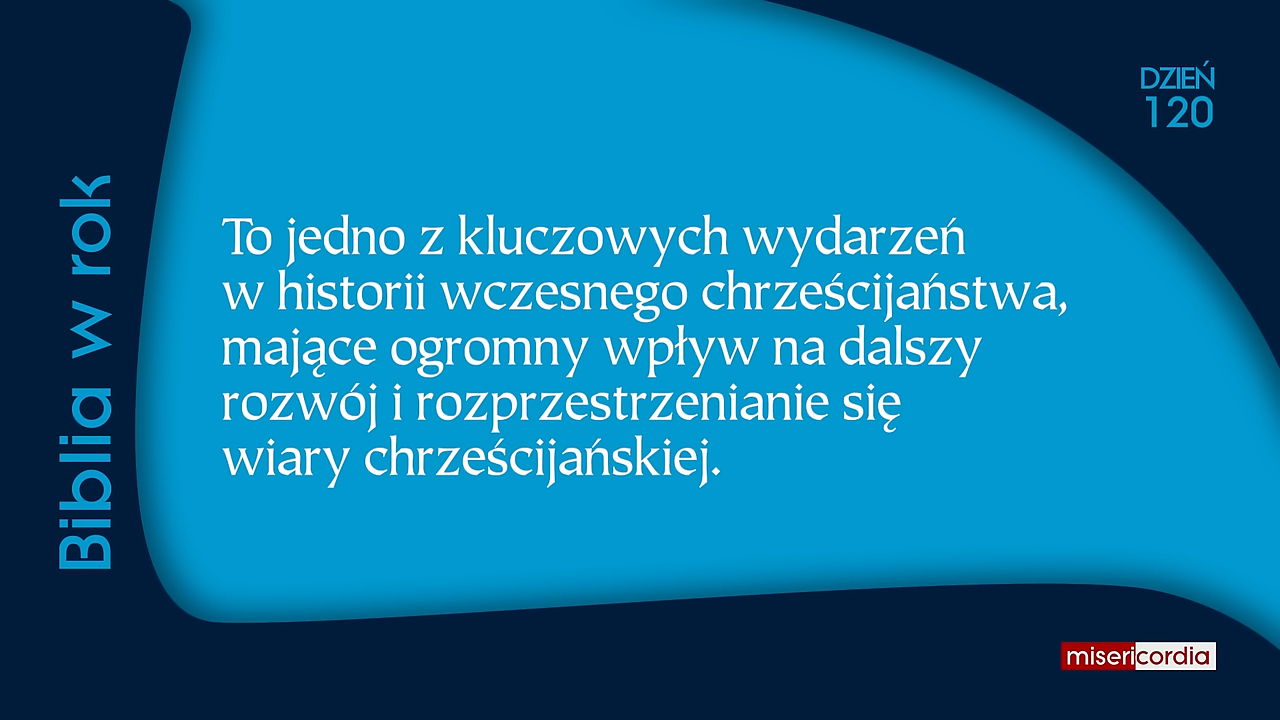 DZIEŃ
120
Biblia w rok
To jedno z kluczowych wydarzeń
w historii wczesnego chrześcijaństwa,
mające ogromny wpływ na dalszy
rozwój i rozprzestrzenianie się
wiary chrześcijańskiej.
misericordia